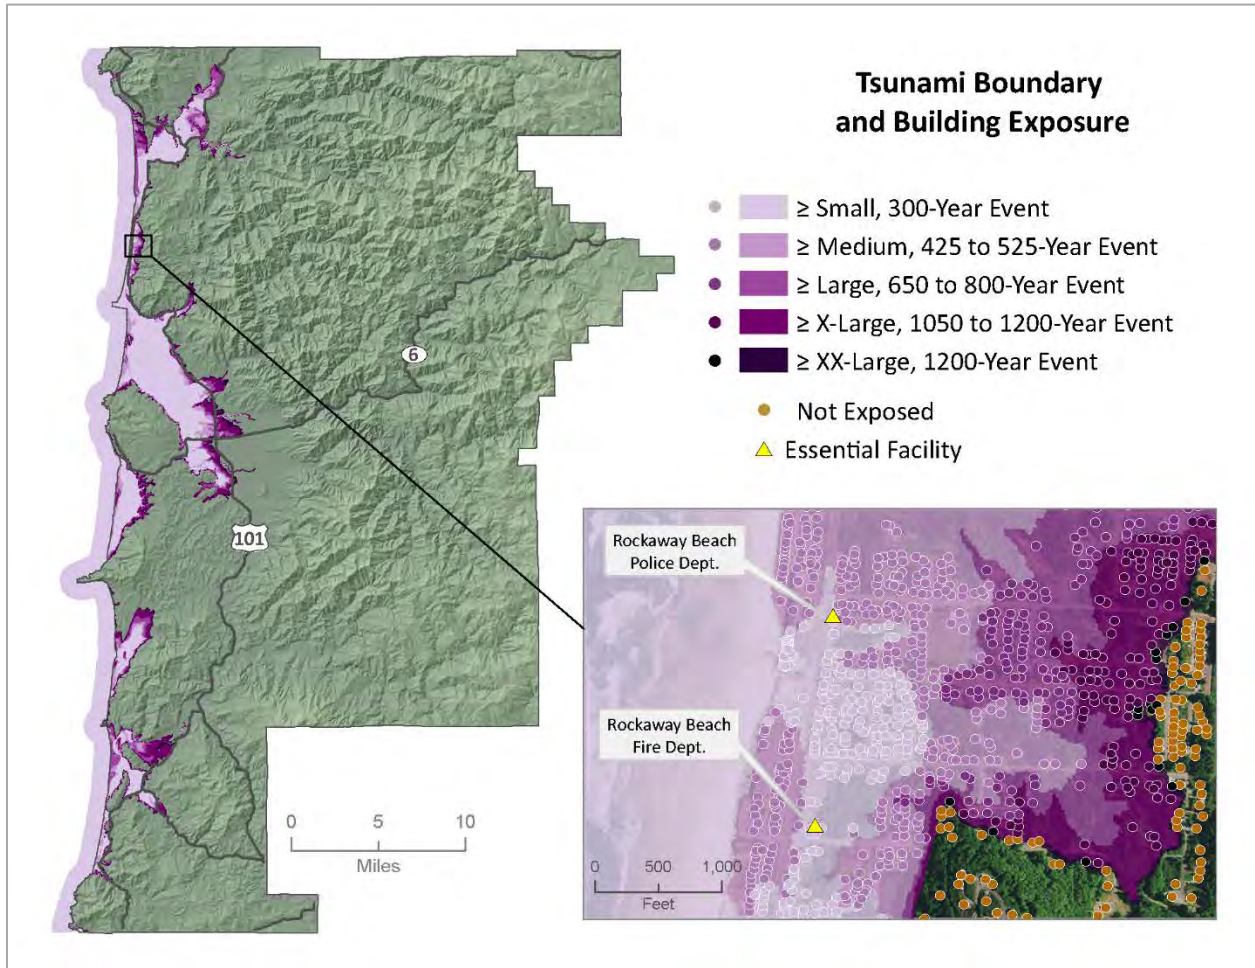 Tsunami Boundary
and Building Exposure
≥ Small, 300-Year Event
≥ Medium, 425 to 525-Year Event
≥ Large, 650 to 800-Year Event
≥ X-Large, 1050 to 1200-Year Event
≥ XX-Large, 1200-Year Event
Not Exposed
Essential Facility
6
101
0 5 10
Miles
Rockaway Beach
Police Dept.
Rockaway Beach
Fire Dept.
0 500 1,000
Feet